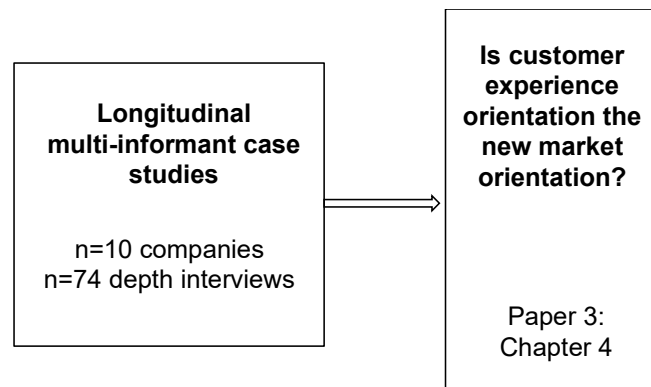 Longitudinal
multi-informant case
studies
n=10 companies
n=74 depth interviews
Is customer
experience
orientation the
new market
orientation?
Paper 3:
Chapter 4